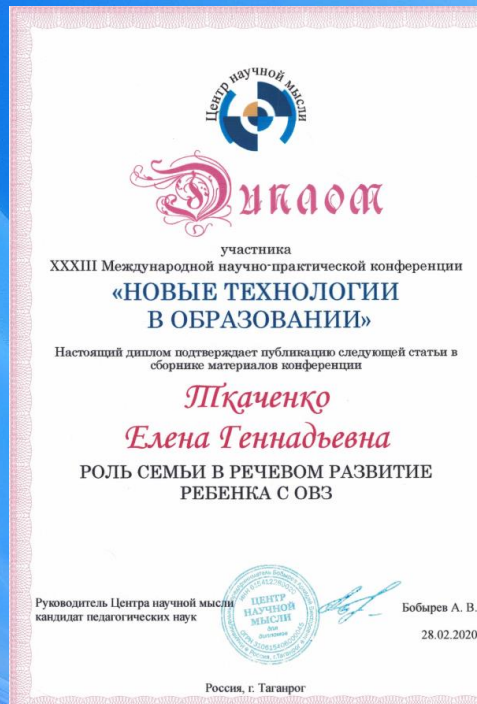 Центр научной мысли
Диплом
участника
XXXIII Международной научно-практической конференции
«НОВЫЕ ТЕХНОЛОГИИ
В ОБРАЗОВАНИИ»
Настоящий диплом подтверждает публикацию следующей статьи в
сборнике материалов конференции
Ткаченко
Елена Геннадьевна
РОЛЬ СЕМЬИ В РЕЧЕВОМ РАЗВИТИЕ
РЕБЕНКА С ОВЗ
Руководитель Центра научной мысли
кандидат педагогических наук
ЦЕНТР
НАУЧНОЙ
МЫСЛИ
Бобырев А. В.
28.02.2020
Россия, г. Таганрог